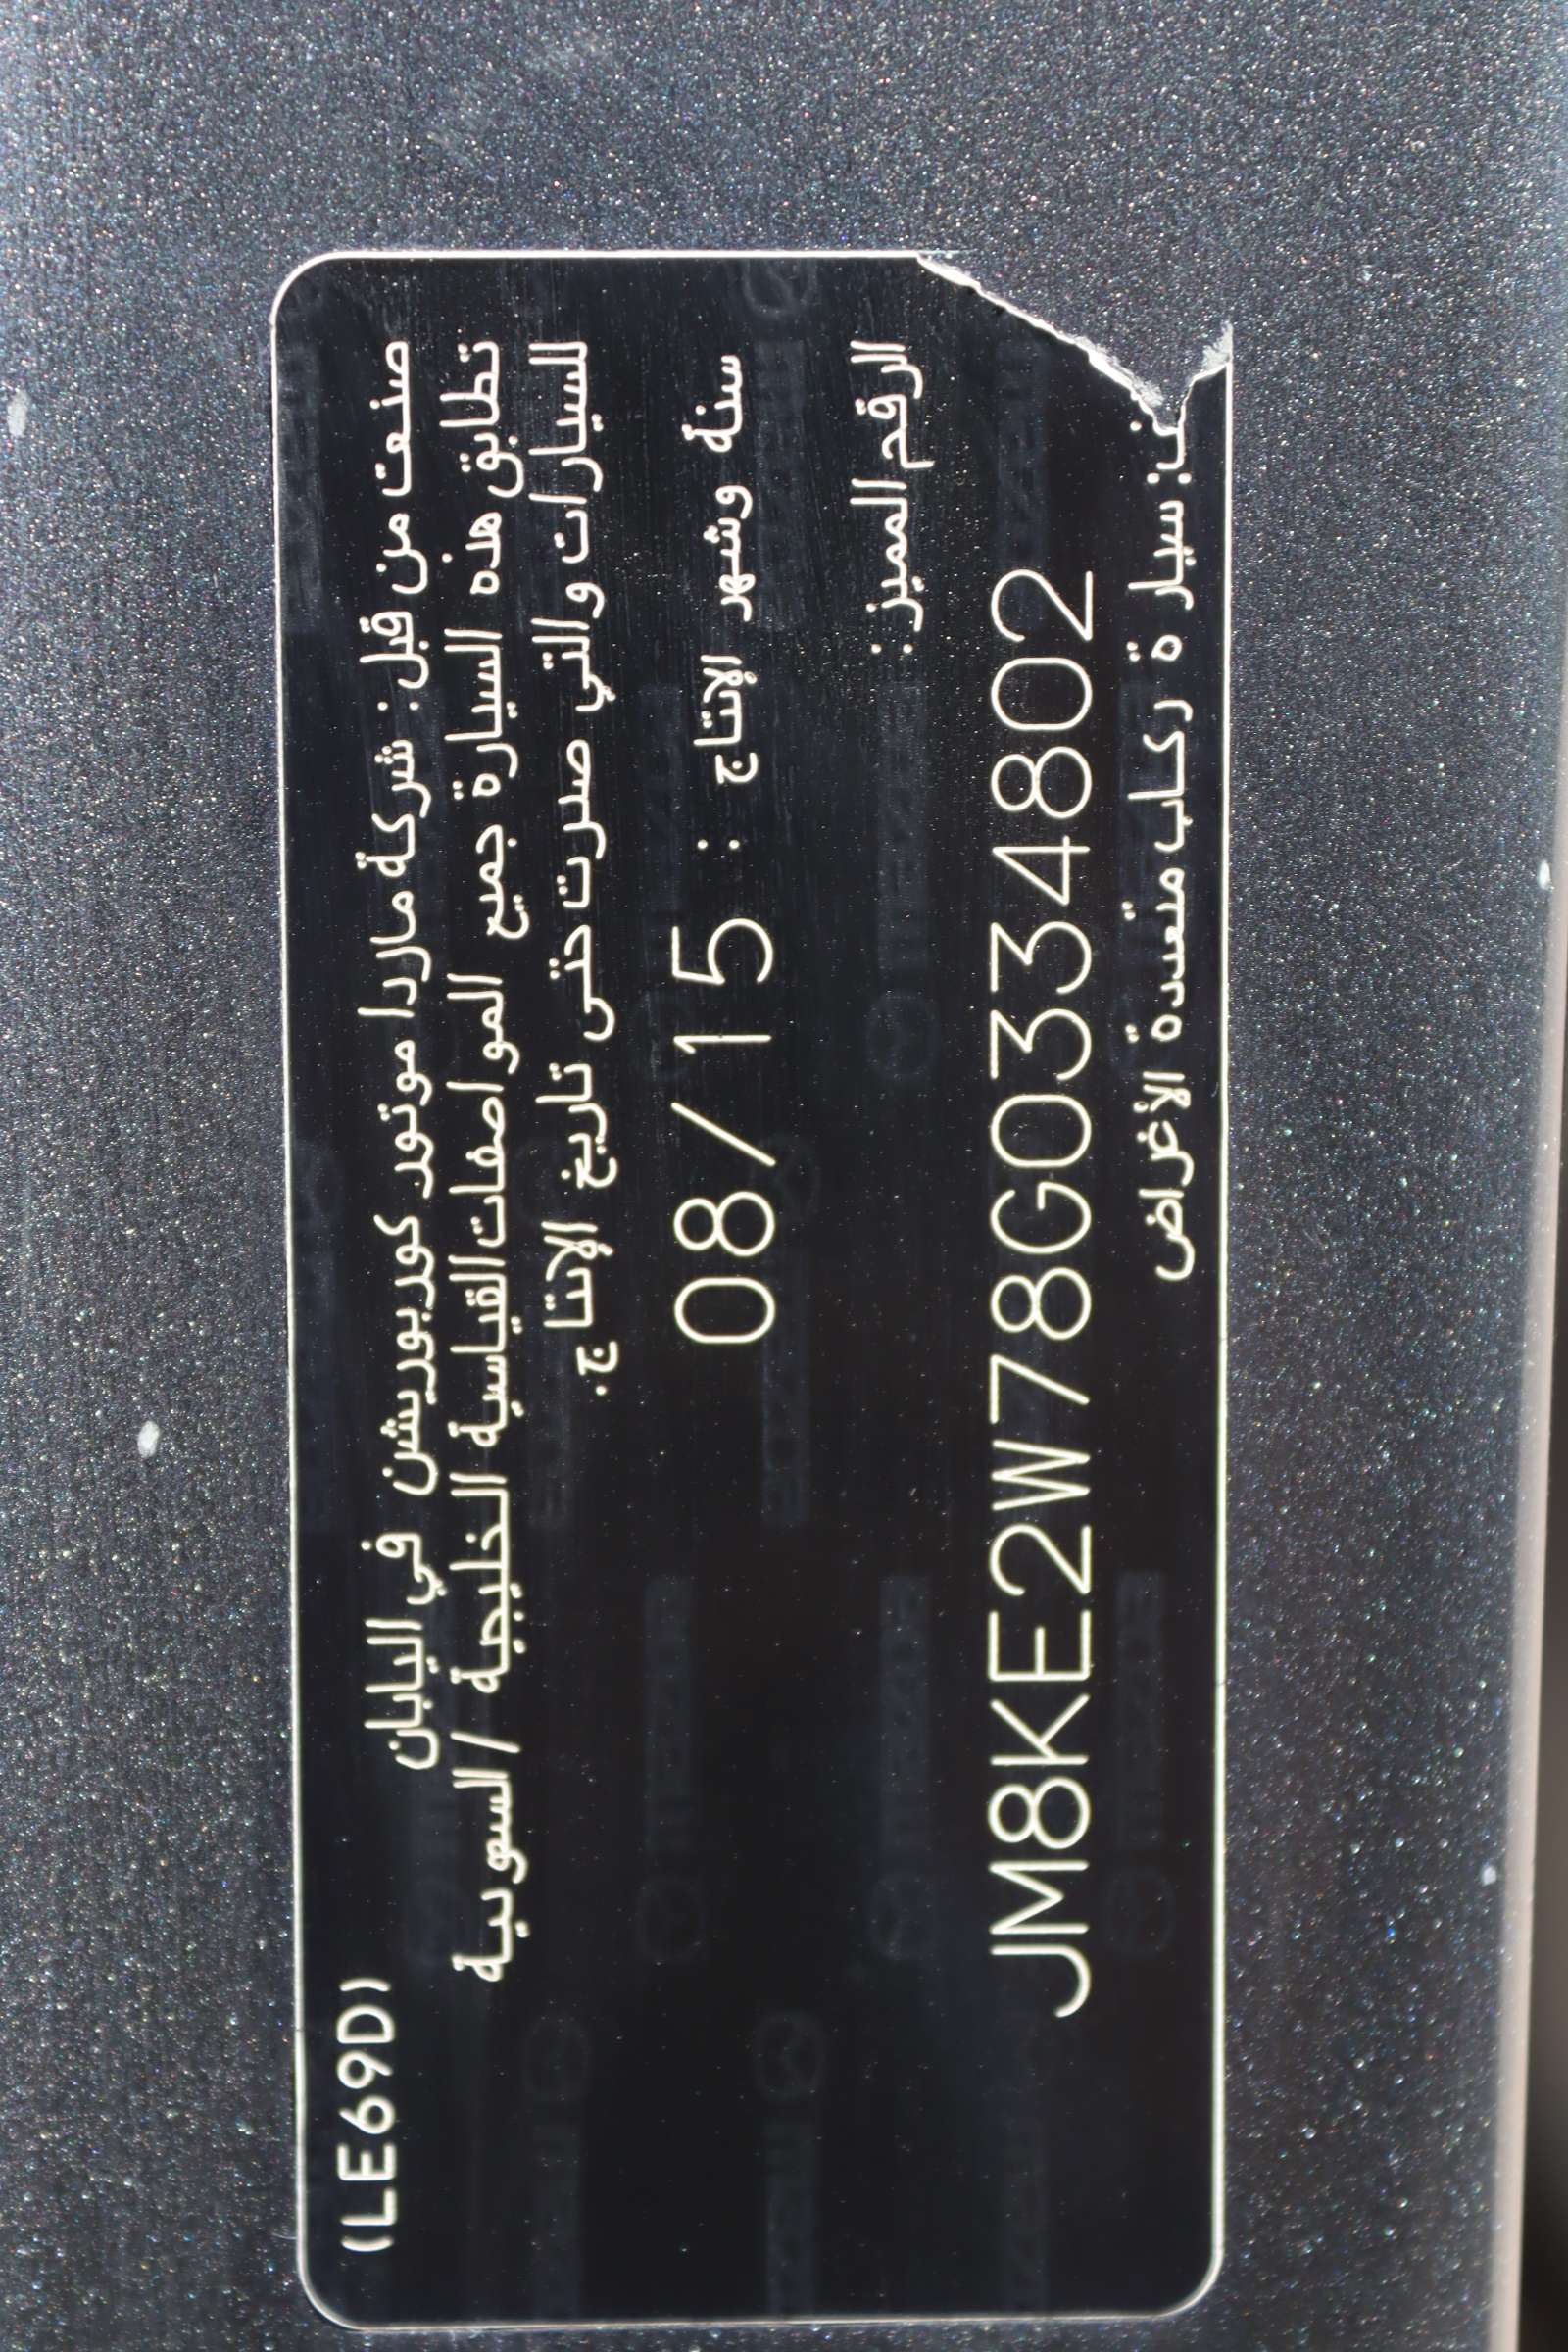 (LE69D)
صنعت من قبل: شركة مازدا موتور كوربوريشن في اليابان
تطابق هذه السيارة جميع المواصفات القياسية الخليجية / السعودية
للسيارات والتي صدرت حتى تاريخ الإنتاج.
سنة وشهر الإنتاج : 08/15
الرقم المميز:
JM8KE2W78G0334802
سيارة ركاب متعددة الأغراض